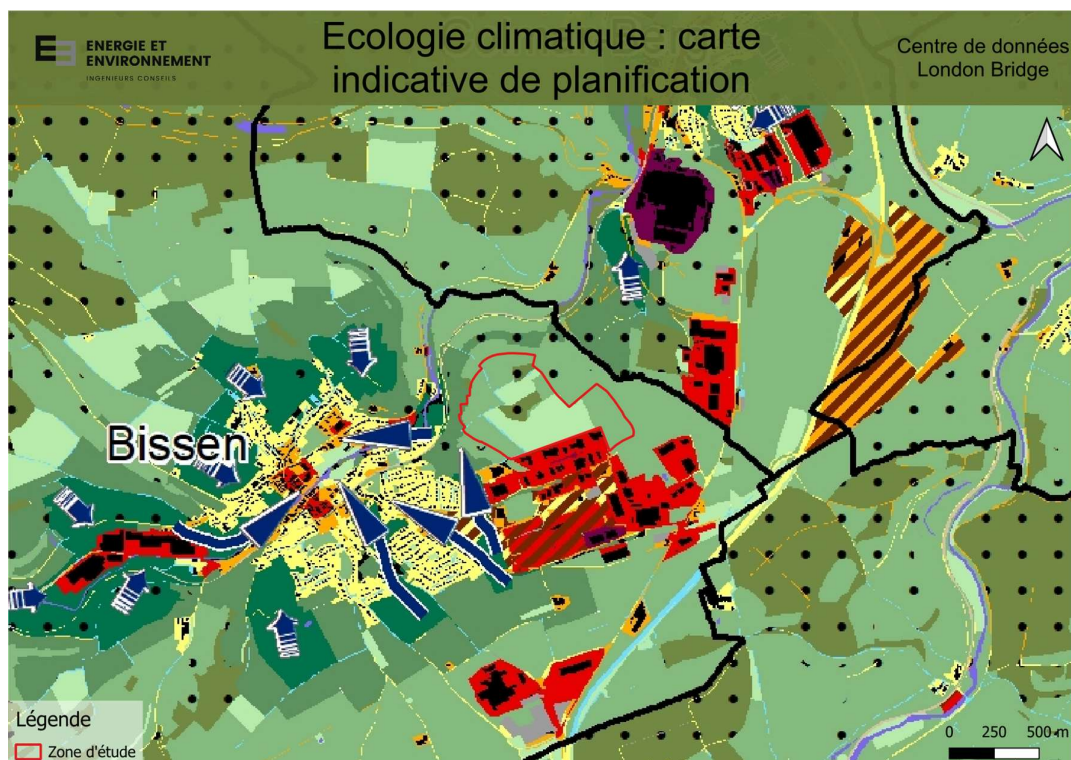 ENERGIE ET
ENVIRONNEMENT
INGENIEURS CONSEILS
Ecologie climatique : carte
indicative de planification
Centre de données
London Bridge
Bissen
Légende
Zone d'étude
0 250 500 m